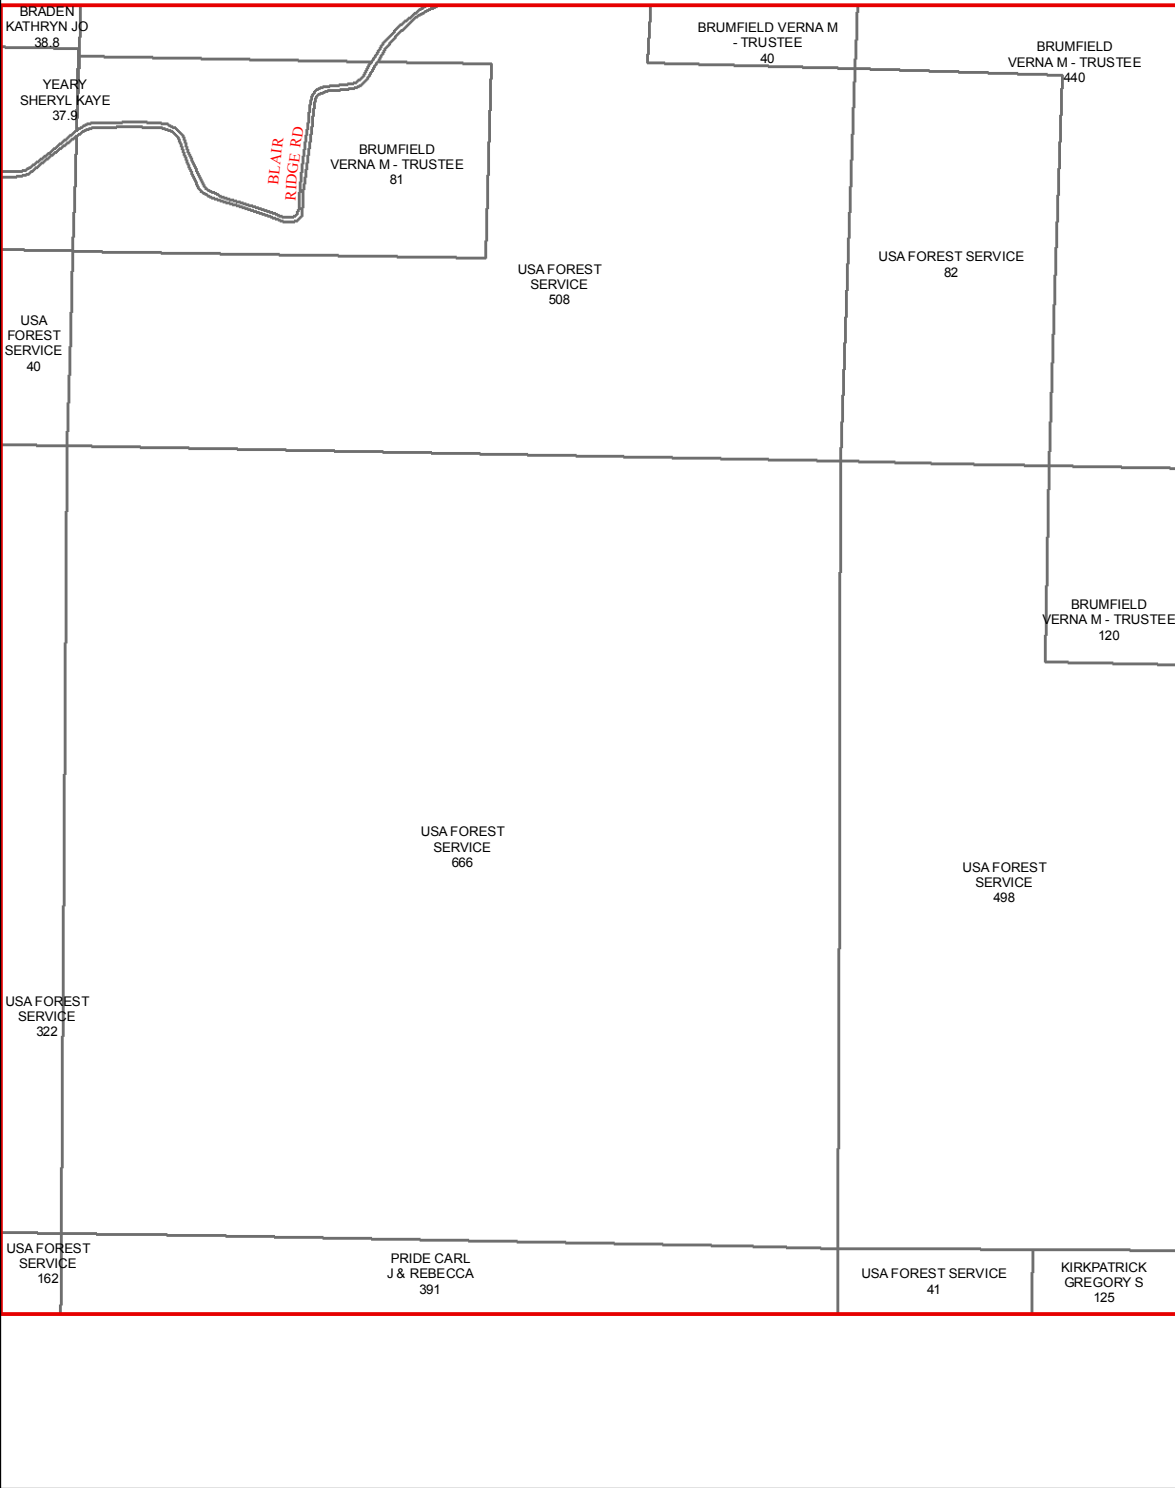 BRADEN
KATHRYN JO
38.8
BRUMFIELD VERNA M
- TRUSTEE
40
BRUMFIELD
VERNA M - TRUSTEE
440
YEARY
SHERYL KAYE
37.9
BLAIR
RIDGE RD
BRUMFIELD
VERNA M - TRUSTEE
81
USA FOREST
SERVICE
508
USA FOREST SERVICE
82
USA
FOREST
SERVICE
40
BRUMFIELD
VERNA M - TRUSTEE
120
USA FOREST
SERVICE
666
USA FOREST
SERVICE
498
USA FOREST
SERVICE
322
USA FOREST
SERVICE
162
PRIDE CARL
J & REBECCA
391
USA FOREST SERVICE
41
KIRKPATRICK
GREGORY S
125